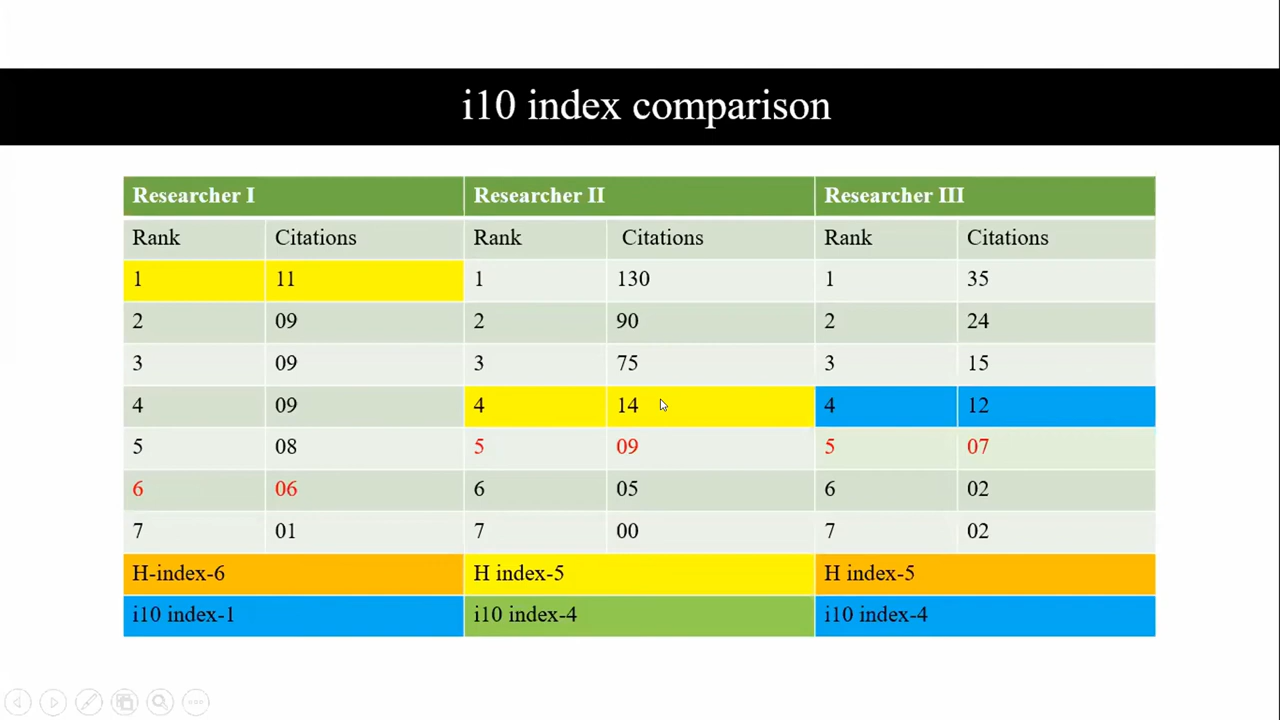 i10 index comparison
Researcher I Researcher II Researcher III
Rank Citations Rank Citations Rank Citations
1 11 1 130 1 35
2 09 2 90 2 24
3 09 3 75 3 15
4 09 4 14 4 12
5 08 5 09 5 07
6 06 6 05 6 02
7 01 7 00 7 02
H-index-6 H index-5 H index-5
i10 index-1 i10 index-4 i10 index-4